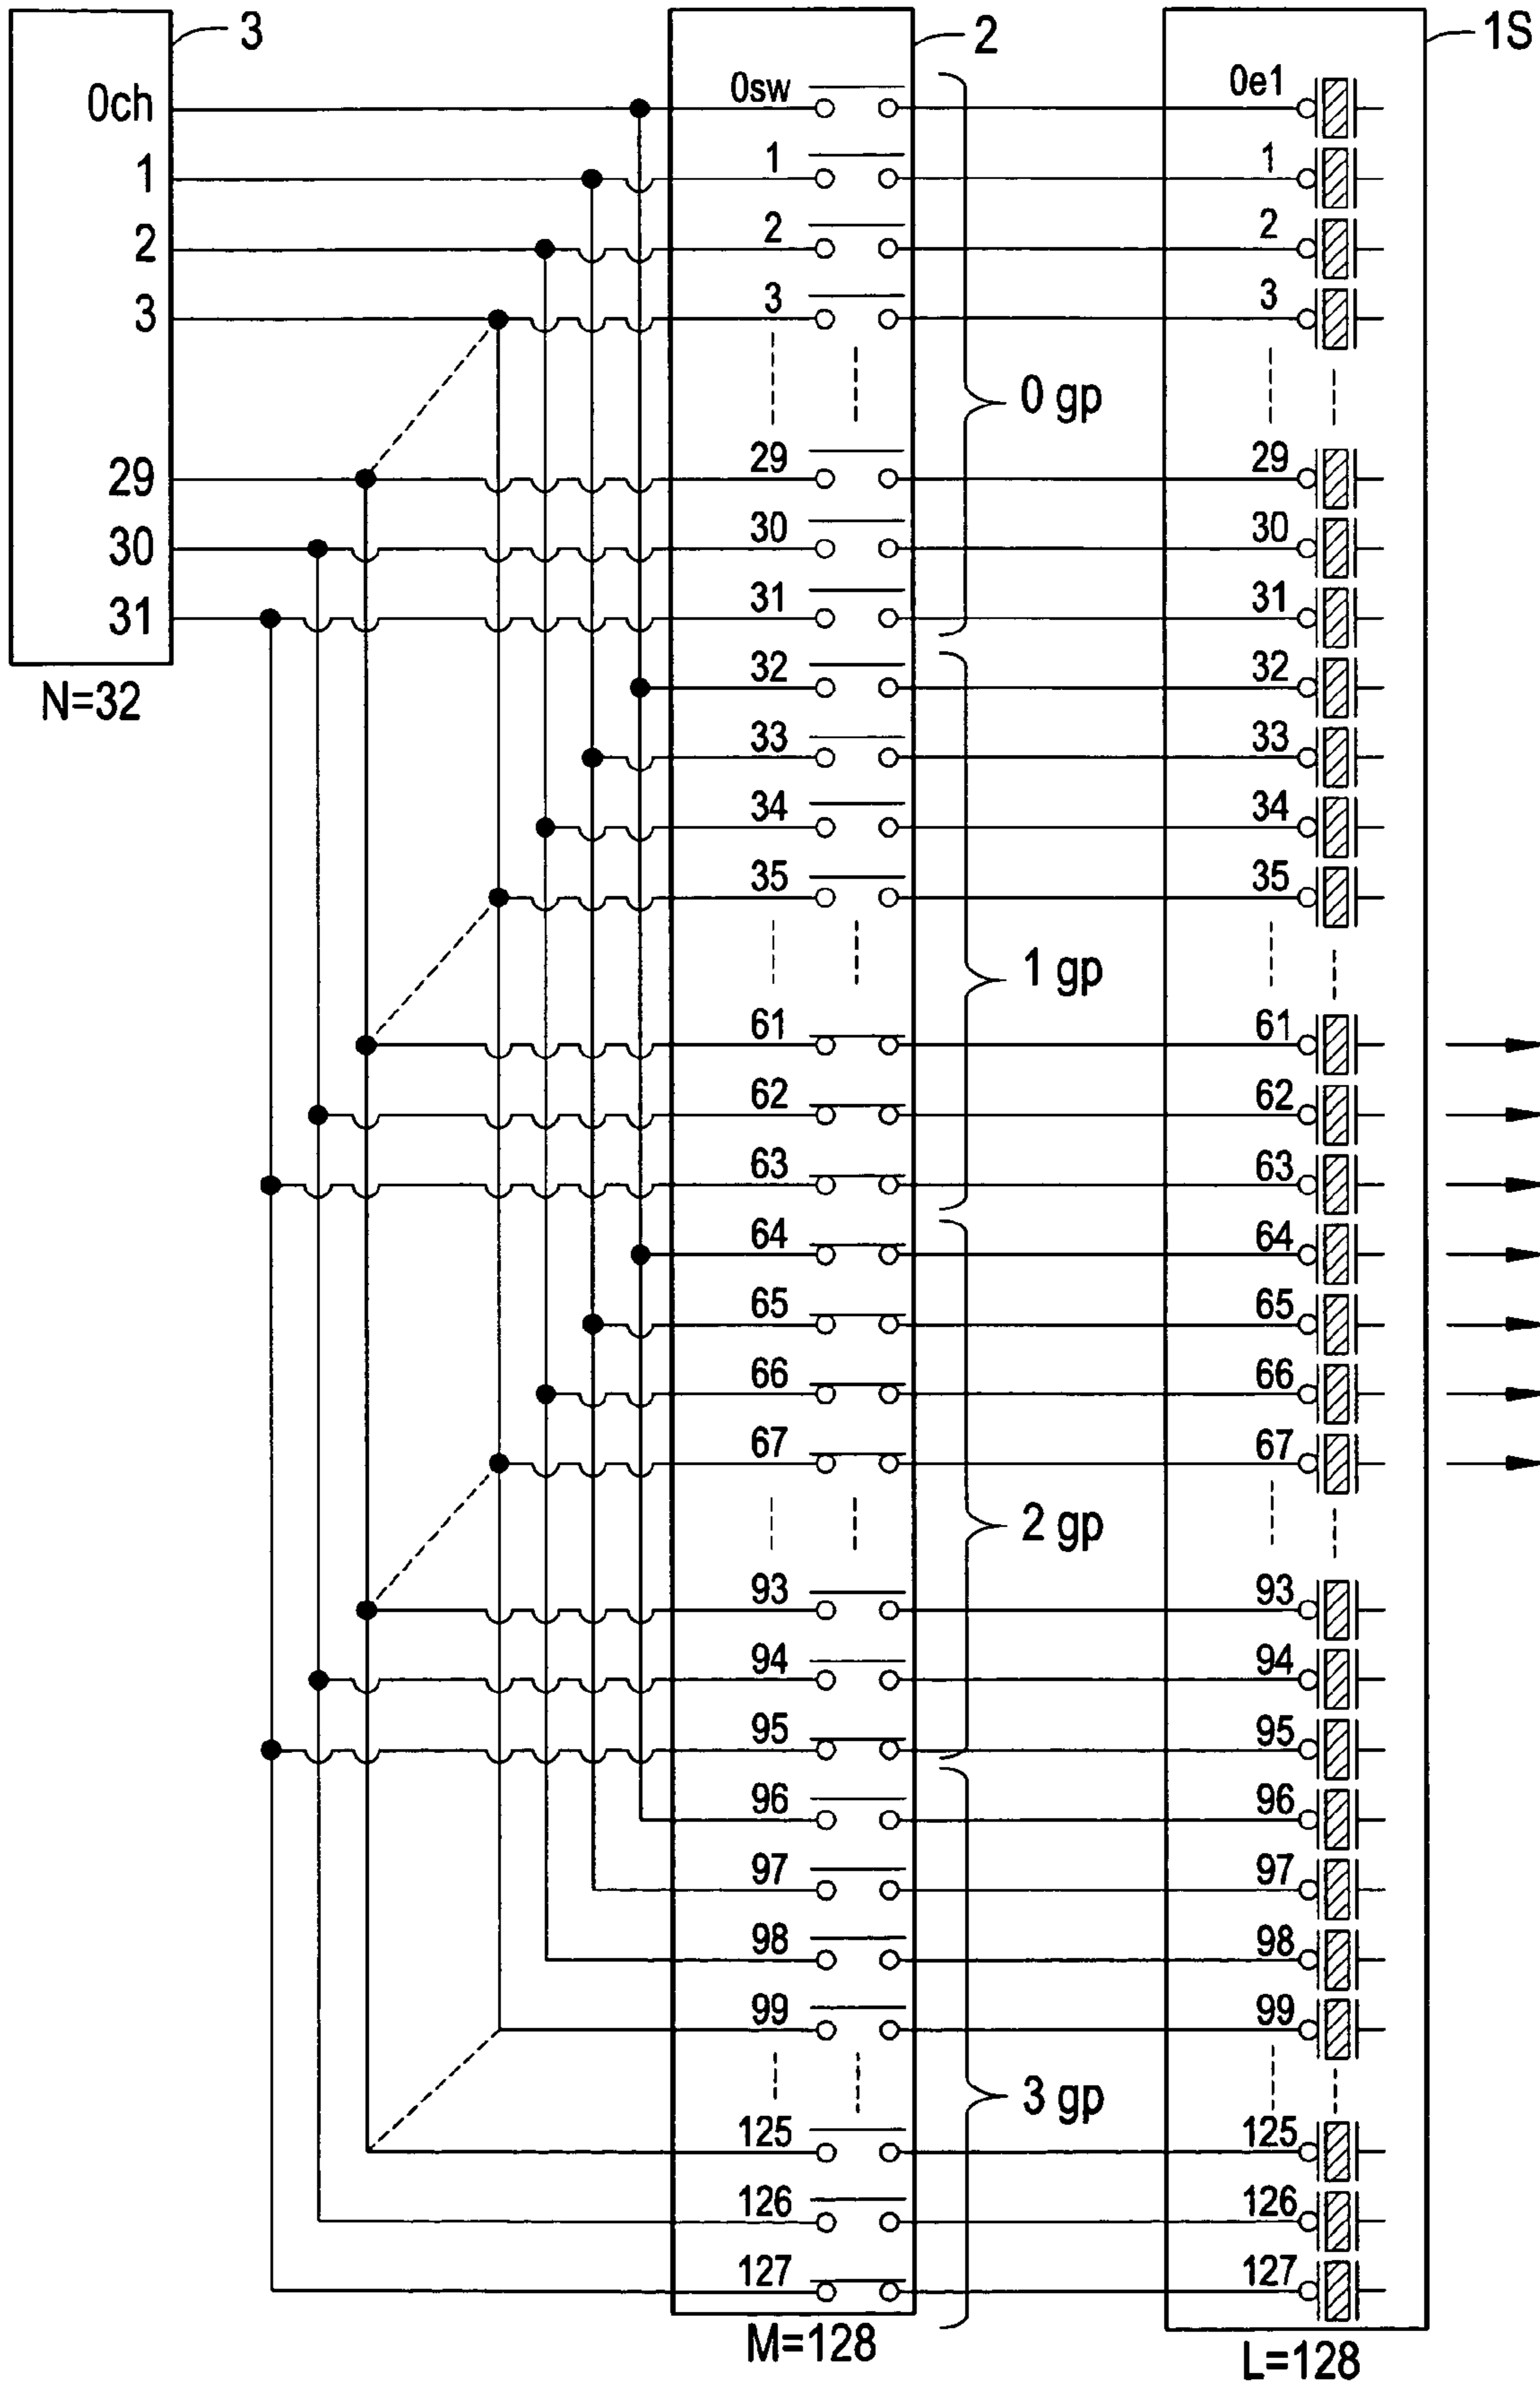 3
2
1S
0ch 0sw 0e1
1 1 1
2 2 2
3 3 3
0 gp
29 29 29
30 30 30
31 31 31
32 32
N=32
33 33
34 34
35 35
1 gp
61 61
62 62
63 63
64 64
65 65
66 66
67 67
2 gp
93 93
94 94
95 95
96 96
97 97
98 98
99 99
3 gp
125 125
126 126
127 127
M=128
L=128